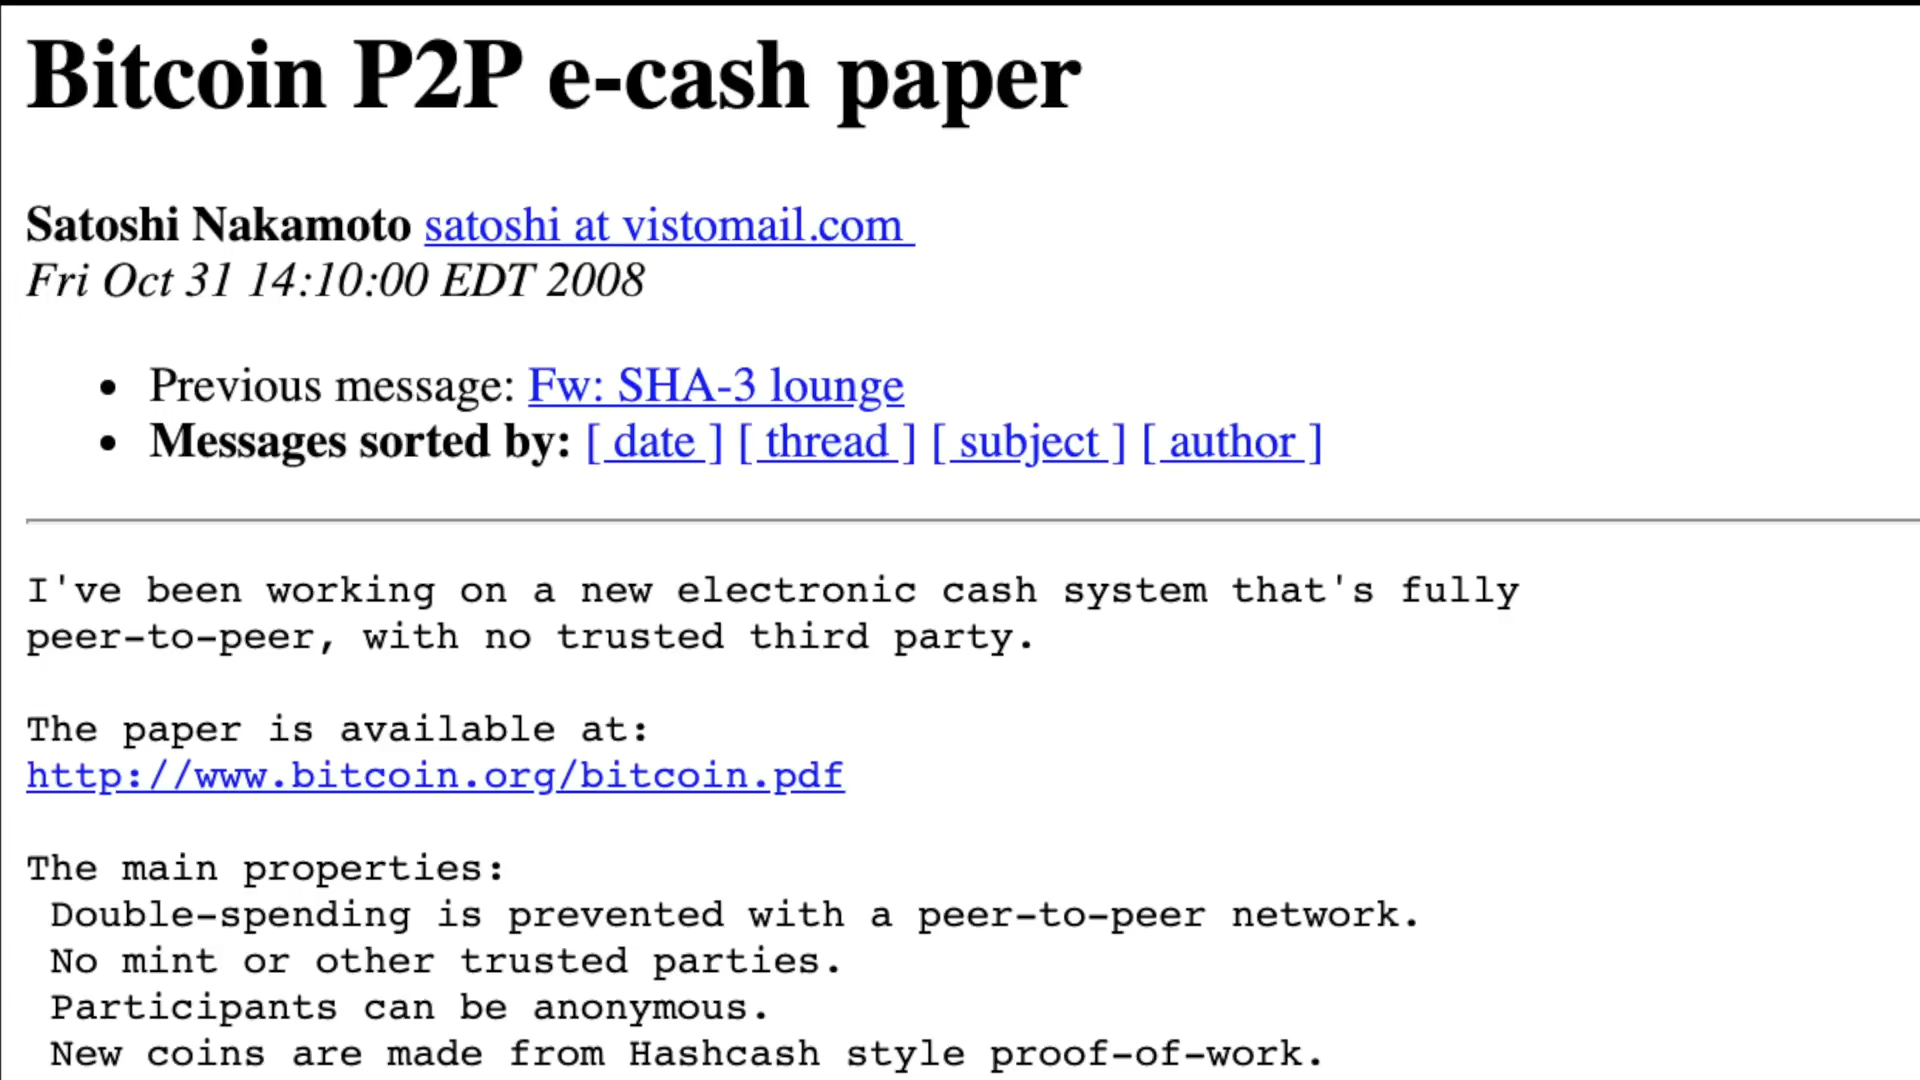 Bitcoin P2P e-cash paper
Satoshi Nakamoto satoshi at vistomail.com
Fri Oct 31 14:10:00 EDT 2008
• Previous message: Fw: SHA-3 lounge
• Messages sorted by: [ date ] [ thread ] [ subject ] [ author ]
I've been working on a new electronic cash system that's fully
peer-to-peer, with no trusted third party.
The paper is available at:
http://www.bitcoin.org/bitcoin.pdf
The main properties:
Double-spending is prevented with a peer-to-peer network.
No mint or other trusted parties.
Participants can be anonymous.
New coins are made from Hashcash style proof-of-work.